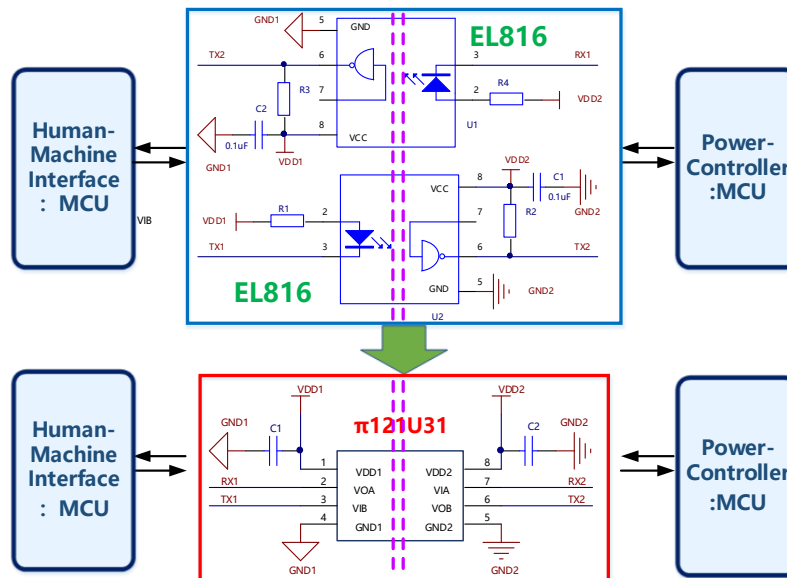 GND1
5
GND
EL816
TX2
6
3
RX1
R3
7
2
R4
VDD2
C2
8
VCC
U1
0.1uF
GND1
VDD1
Human-
Machine
Interface
: MCU
VIB
Power-
Controller
:MCU
VDD2
8
VCC
C1
0.1uF
GND2
R1
2
VDD1
7
R2
TX1
3
6
TX2
EL816
GND
5
GND2
U2
VDD1
VDD2
GND1
C1
π121U31
C2
GND2
1
VDD1
VDD2
8
RX1
2
VOA
VIA
7
RX2
TX1
3
VIB
VOB
6
TX2
4
GND1
GND2
5
GND1
GND2
Human-
Machine
Interface
: MCU
Power-
Controller
:MCU